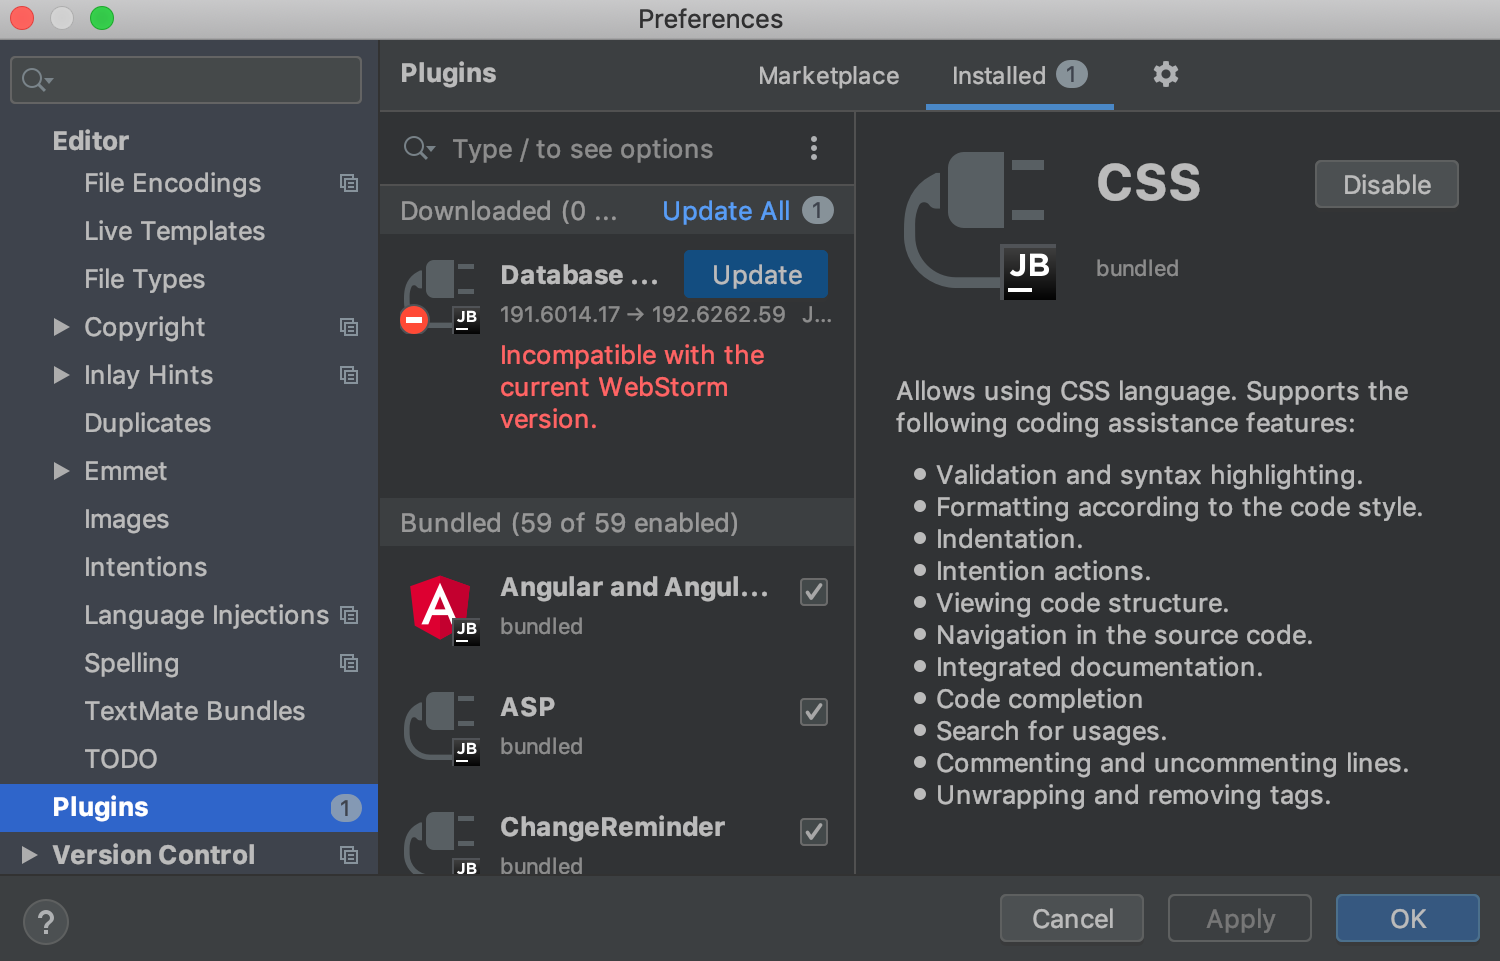 Preferences
Editor
File Encodings
Live Templates
File Types
Copyright
Inlay Hints
Duplicates
Emmet
Images
Intentions
Language Injections
Spelling
TextMate Bundles
TODO
Plugins 1
Version Control
?
Plugins
Marketplace
Installed 1
Type / to see options
Downloaded (0 ... Update All 1
Database ... Update
191.6014.17 → 192.6262.59 J...
JB
Incompatible with the
current WebStorm
version.
Bundled (59 of 59 enabled)
Angular and Angul...
A
JB
bundled
ASP
JB
bundled
ChangeReminder
JB
bundled
CSS
Disable
JB
bundled
Allows using CSS language. Supports the
following coding assistance features:
• Validation and syntax highlighting.
• Formatting according to the code style.
• Indentation.
• Intention actions.
• Viewing code structure.
• Navigation in the source code.
• Integrated documentation.
• Code completion
• Search for usages.
• Commenting and uncommenting lines.
• Unwrapping and removing tags.
Cancel
Apply
OK